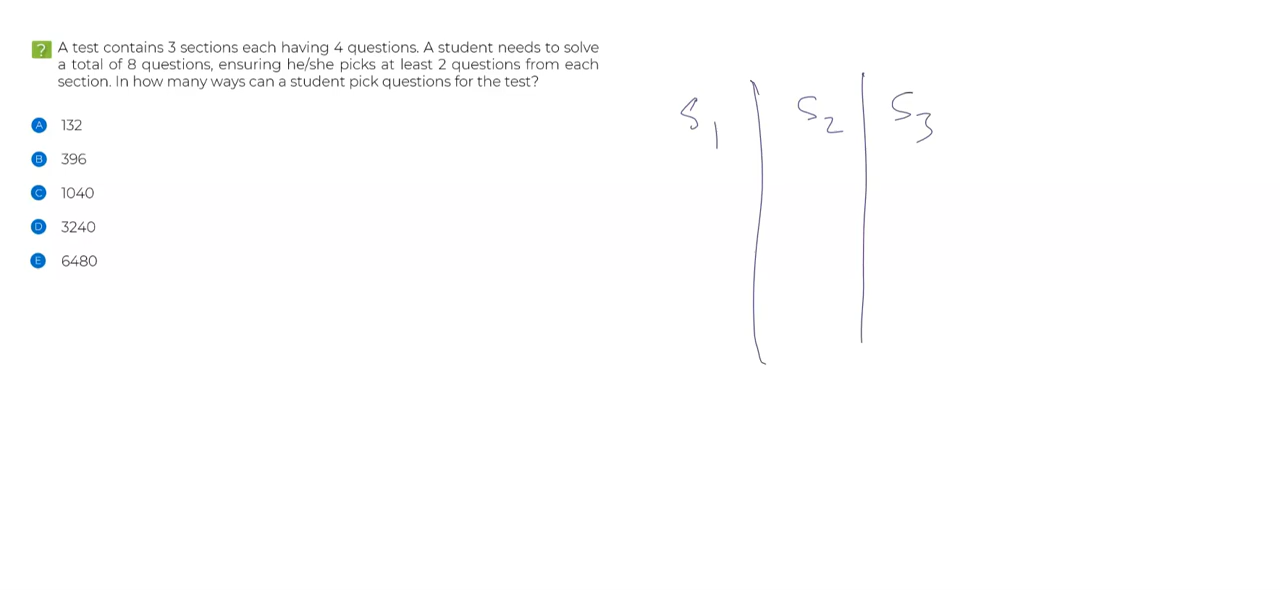 ? A test contains 3 sections each having 4 questions. A student needs to solve
a total of 8 questions, ensuring he/she picks at least 2 questions from each
section. In how many ways can a student pick questions for the test?
A 132
B 396
C 1040
D 3240
E 6480
S1 S2 S3